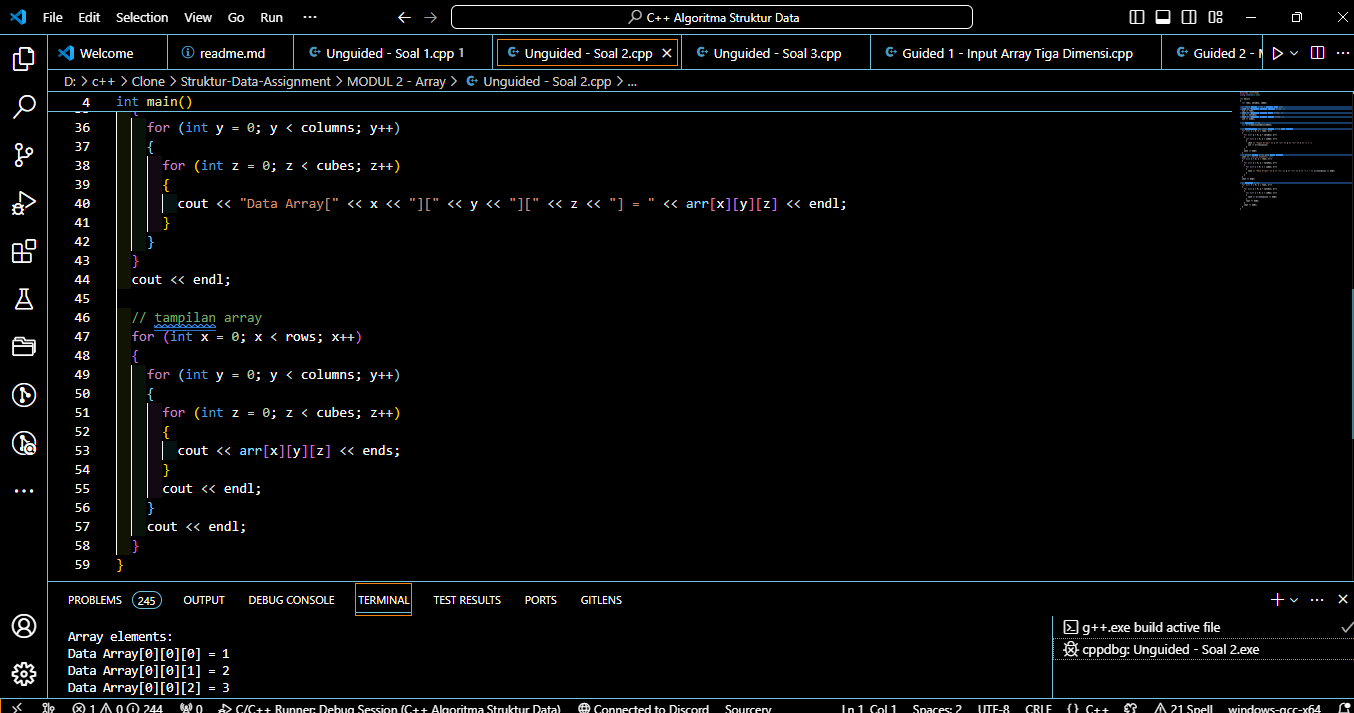 File Edit Selection View Go Run ··· C++ Algoritma Struktur Data
Welcome readme.md Unguided - Soal 1.cpp 1 Unguided - Soal 2.cpp Unguided - Soal 3.cpp Guided 1 - Input Array Tiga Dimensi.cpp Guided 2 -
D: > c++ > Clone > Struktur-Data-Assignment > MODUL 2 - Array > Unguided - Soal 2.cpp > ...
4 int main()
36 for (int y = 0; y < columns; y++)
37 {
38 for (int z = 0; z < cubes; z++)
39 {
40 cout << "Data Array[" << x << "][" << y << "][" << z << "] = " << arr[x][y][z] << endl;
41 }
42 }
43 }
44 cout << endl;
45
46 // tampilan array
47 for (int x = 0; x < rows; x++)
48 {
49 for (int y = 0; y < columns; y++)
50 {
51 for (int z = 0; z < cubes; z++)
52 {
53 cout << arr[x][y][z] << ends;
54 }
55 cout << endl;
56 }
57 cout << endl;
58 }
59 }
PROBLEMS 245 OUTPUT DEBUG CONSOLE TERMINAL TEST RESULTS PORTS GITLENS
Array elements:
Data Array[0][0][0] = 1
Data Array[0][0][1] = 2
Data Array[0][0][2] = 3
g++.exe build active file
cppdbg: Unguided - Soal 2.exe
1 0 244 0 C/C++ Runner: Debug Session (C++ Algoritma Struktur Data) Connected to Discord Sourcery Ln 1, Col 1 Spaces: 2 UTF-8 CRLF {} C++ 21 Spell windows-gcc-x64